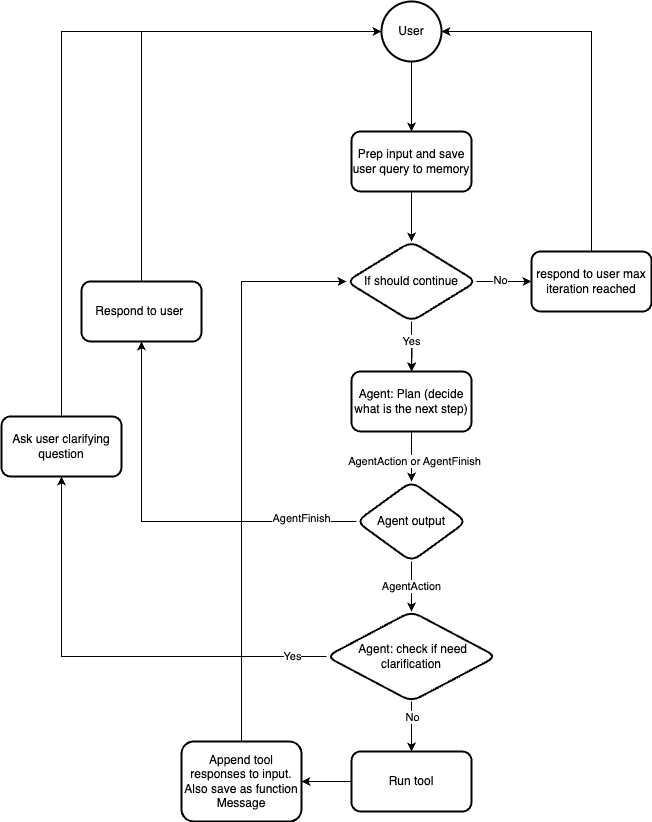 User
Prep input and save
user query to memory
If should continue
No
respond to user max
iteration reached
Respond to user
Yes
Agent: Plan (decide
what is the next step)
Ask user clarifying
question
AgentAction or AgentFinish
AgentFinish
Agent output
AgentAction
Agent: check if need
clarification
Yes
No
Append tool
responses to input.
Also save as function
Message
Run tool